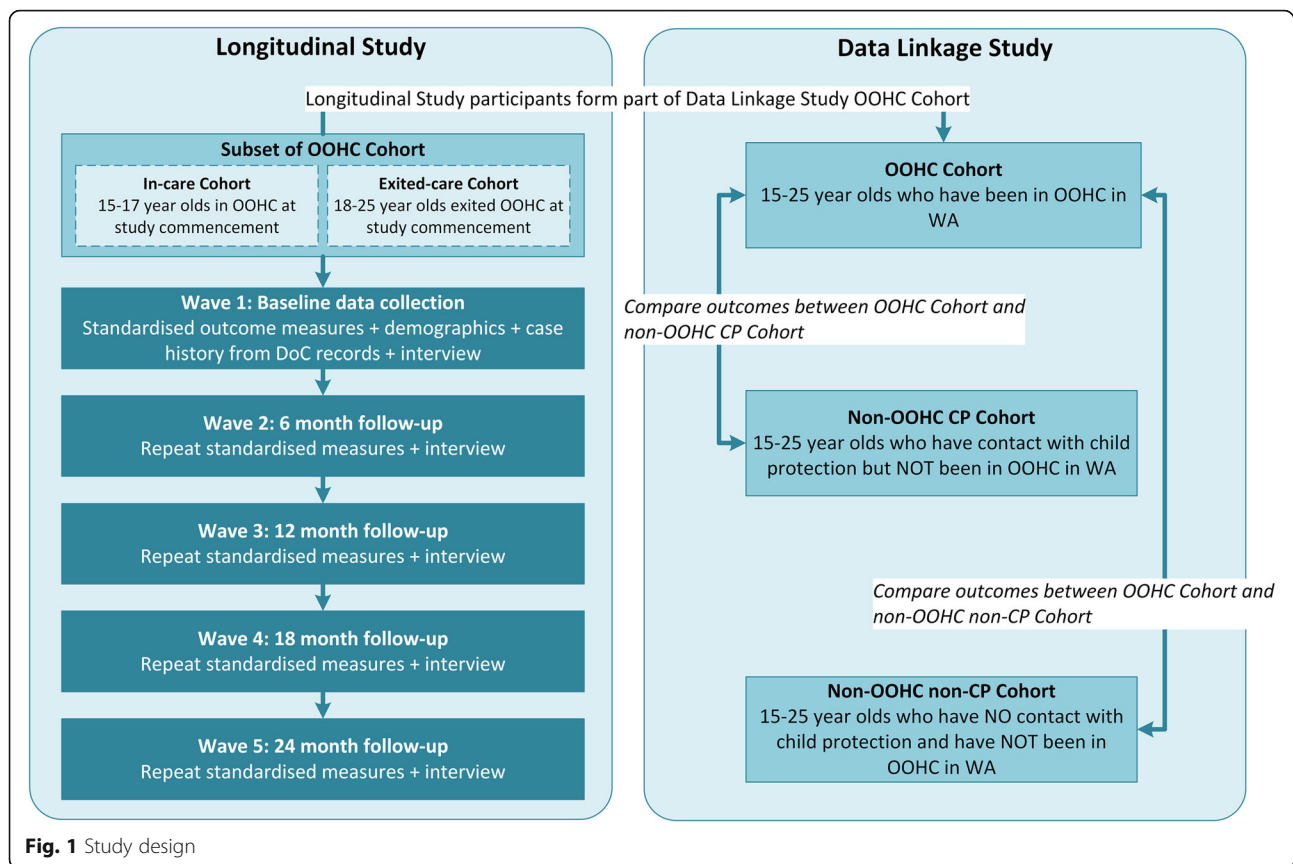 Longitudinal Study
Data Linkage Study
Longitudinal Study participants form part of Data Linkage Study OOHC Cohort
Subset of OOHC Cohort
In-care Cohort
15-17 year olds in OOHC at
study commencement
Exited-care Cohort
18-25 year olds exited OOHC at
study commencement
Wave 1: Baseline data collection
Standardised outcome measures + demographics + case
history from DoC records + interview
Wave 2: 6 month follow-up
Repeat standardised measures + interview
Wave 3: 12 month follow-up
Repeat standardised measures + interview
Wave 4: 18 month follow-up
Repeat standardised measures + interview
Wave 5: 24 month follow-up
Repeat standardised measures + interview
OOHC Cohort
15-25 year olds who have been in OOHC in
WA
Compare outcomes between OOHC Cohort and
non-OOHC CP Cohort
Non-OOHC CP Cohort
15-25 year olds who have contact with child
protection but NOT been in OOHC in WA
Compare outcomes between OOHC Cohort and
non-OOHC non-CP Cohort
Non-OOHC non-CP Cohort
15-25 year olds who have NO contact with
child protection and have NOT been in
OOHC in WA
Fig. 1 Study design